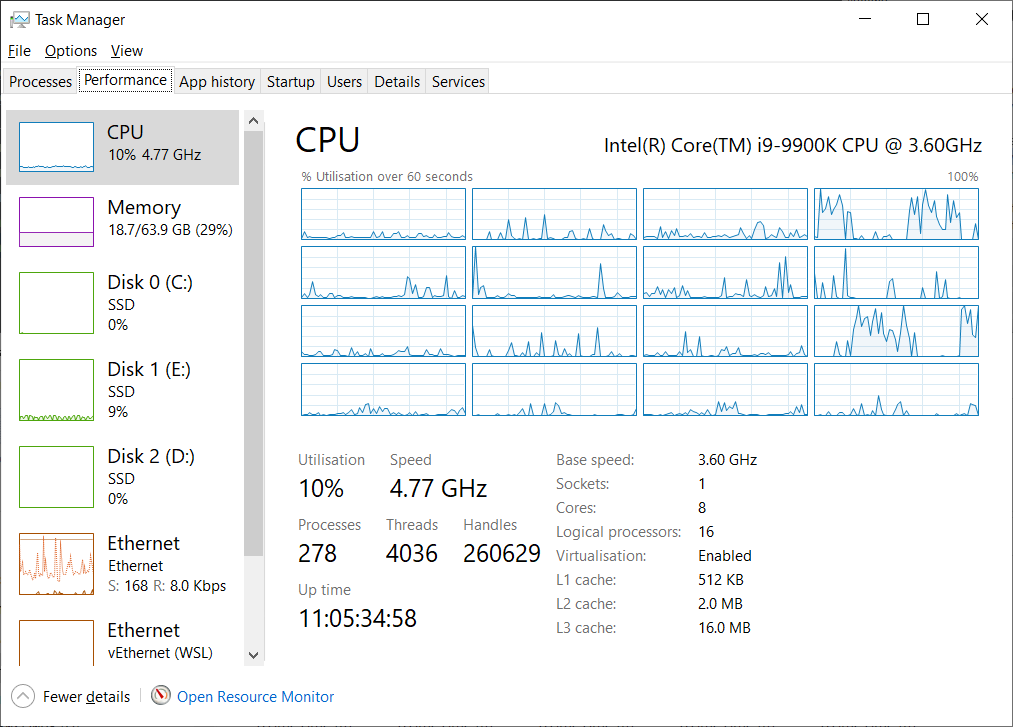 Task Manager
File Options View
Processes Performance App history Startup Users Details Services
CPU
10% 4.77 GHz
Memory
18.7/63.9 GB (29%)
Disk 0 (C:)
SSD
0%
Disk 1 (E:)
SSD
9%
Disk 2 (D:)
SSD
0%
Ethernet
Ethernet
S: 168 R: 8.0 Kbps
Ethernet
vEthernet (WSL)
CPU Intel(R) Core(TM) i9-9900K CPU @ 3.60GHz
% Utilisation over 60 seconds 100%
Utilisation Speed
10% 4.77 GHz
Processes Threads Handles
278 4036 260629
Up time
11:05:34:58
Base speed: 3.60 GHz
Sockets: 1
Cores: 8
Logical processors: 16
Virtualisation: Enabled
L1 cache: 512 KB
L2 cache: 2.0 MB
L3 cache: 16.0 MB
Fewer details Open Resource Monitor